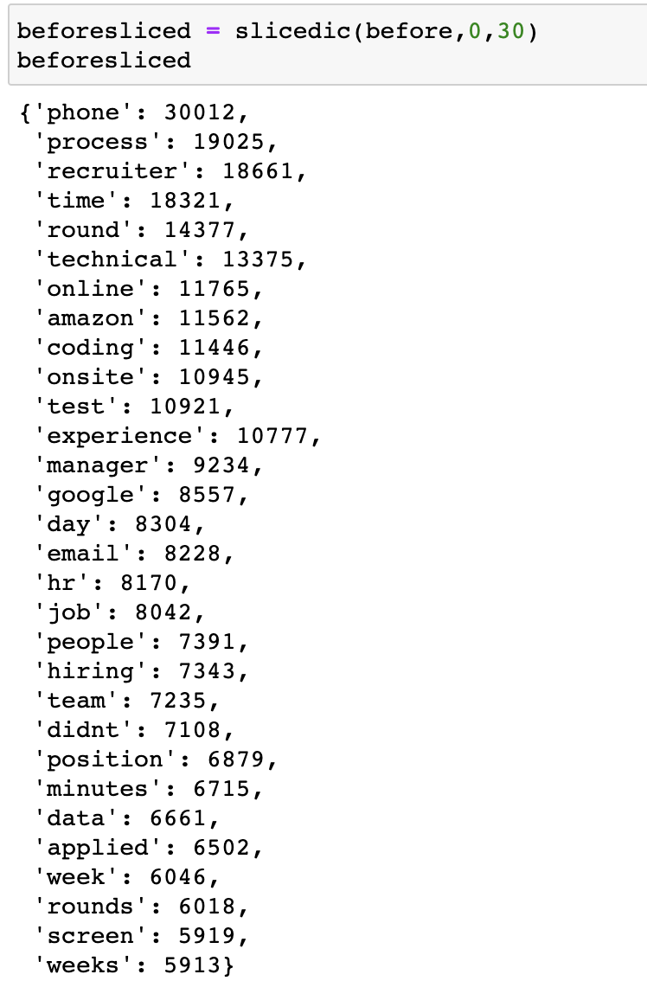 beforesliced = slicedic(before,0,30)
beforesliced
{'phone': 30012,
'process': 19025,
'recruiter': 18661,
'time': 18321,
'round': 14377,
'technical': 13375,
'online': 11765,
'amazon': 11562,
'coding': 11446,
'onsite': 10945,
'test': 10921,
'experience': 10777,
'manager': 9234,
'google': 8557,
'day': 8304,
'email': 8228,
'hr': 8170,
'job': 8042,
'people': 7391,
'hiring': 7343,
'team': 7235,
'didnt': 7108,
'position': 6879,
'minutes': 6715,
'data': 6661,
'applied': 6502,
'week': 6046,
'rounds': 6018,
'screen': 5919,
'weeks': 5913}